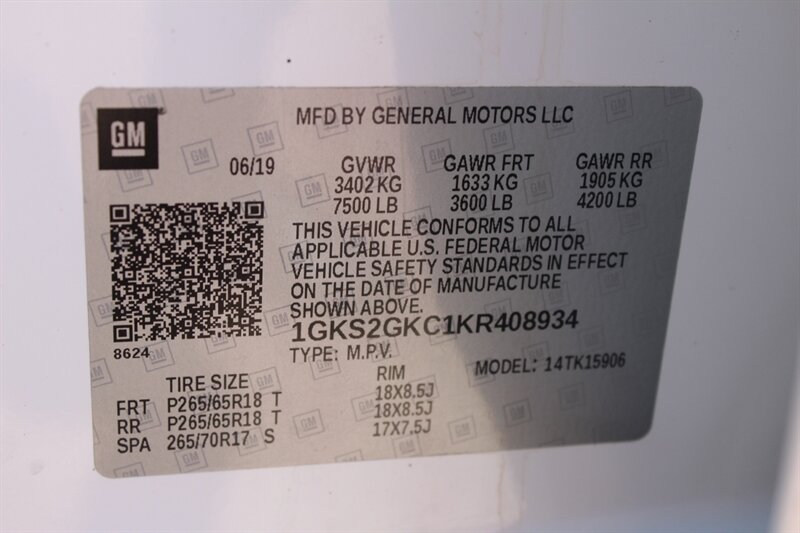 GM
MFD BY GENERAL MOTORS LLC
06/19 GVWR GAWR FRT GAWR RR
3402 KG 1633 KG 1905 KG
7500 LB 3600 LB 4200 LB
THIS VEHICLE CONFORMS TO ALL
APPLICABLE U.S. FEDERAL MOTOR
VEHICLE SAFETY STANDARDS IN EFFECT
ON THE DATE OF MANUFACTURE
SHOWN ABOVE.
1GKS2GKC1KR408934
8624
TYPE: M.P.V. MODEL: 14TK15906
TIRE SIZE RIM
FRT P265/65R18 T 18X8.5J
RR P265/65R18 T 18X8.5J
SPA 265/70R17 S 17X7.5J